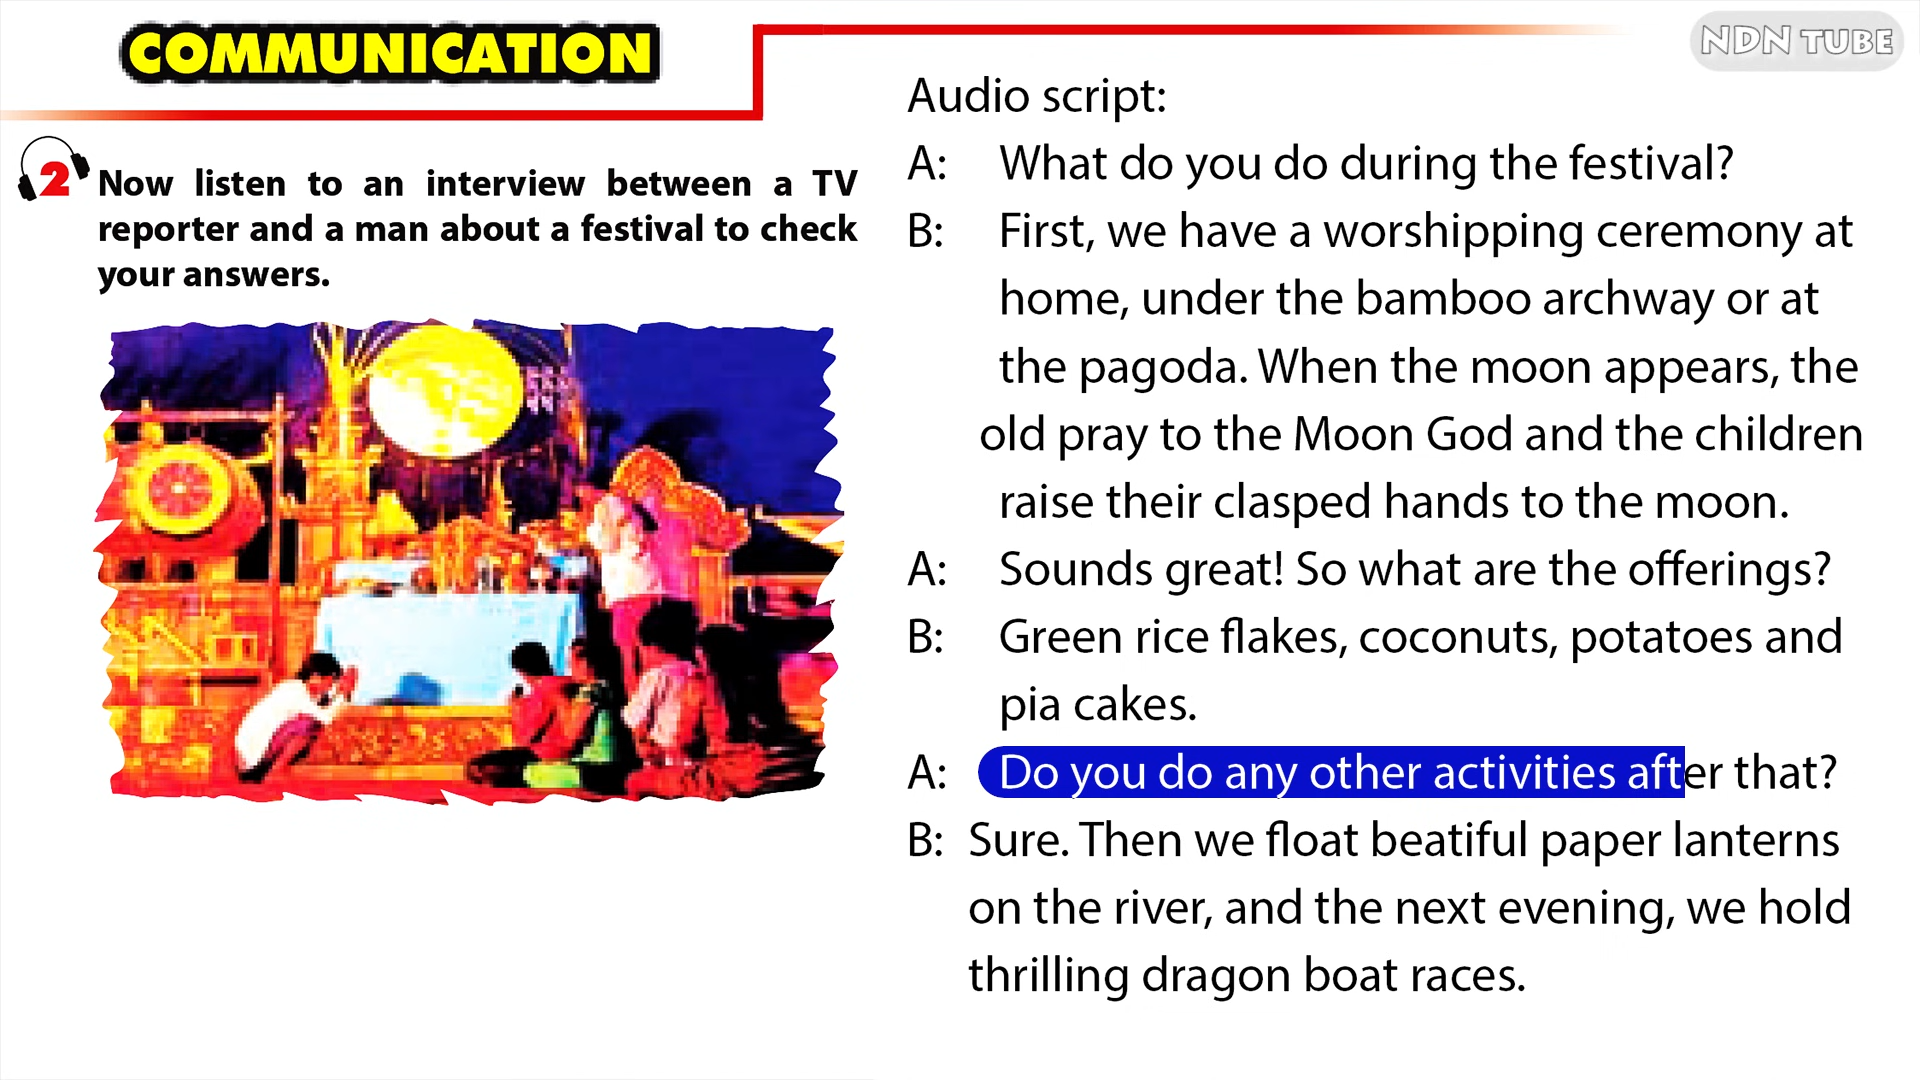 COMMUNICATION
NDN TUBE
2 Now listen to an interview between a TV
reporter and a man about a festival to check
your answers.
Audio script:
A: What do you do during the festival?
B: First, we have a worshipping ceremony at
home, under the bamboo archway or at
the pagoda. When the moon appears, the
old pray to the Moon God and the children
raise their clasped hands to the moon.
A: Sounds great! So what are the offerings?
B: Green rice flakes, coconuts, potatoes and
pia cakes.
A: Do you do any other activities after that?
B: Sure. Then we float beatiful paper lanterns
on the river, and the next evening, we hold
thrilling dragon boat races.